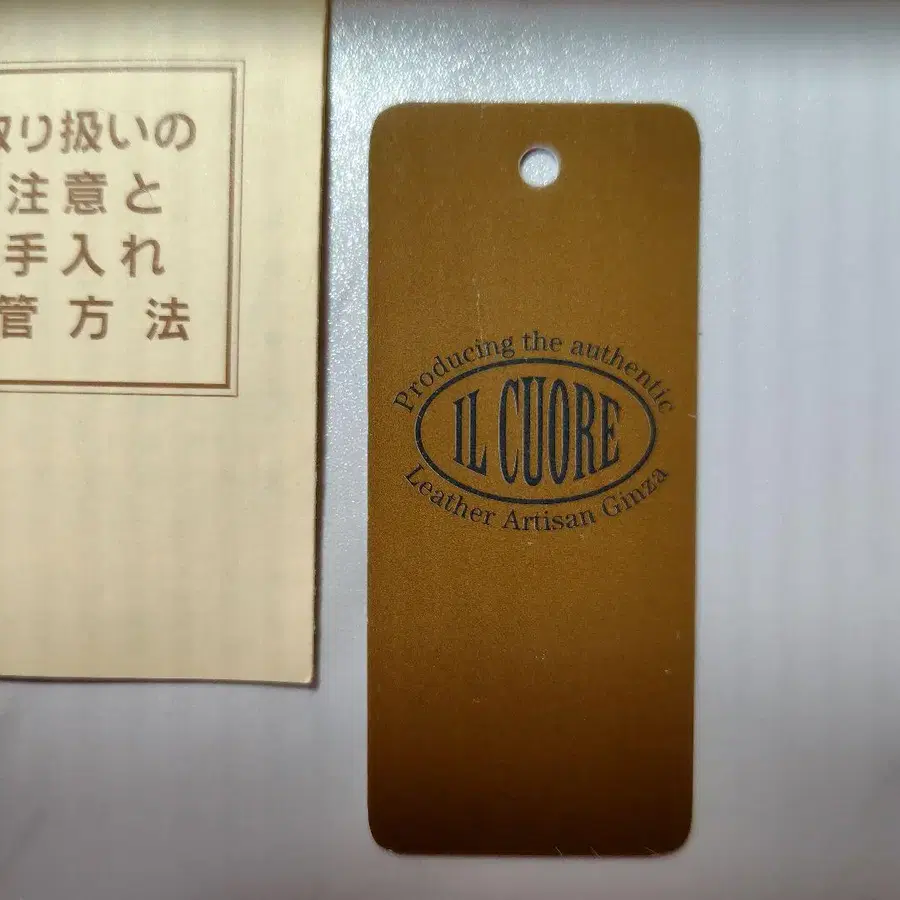 取り扱いの
注意と
手入れ
管方法
Producing the authentic
IL CUORE
Leather Artisan Ginza